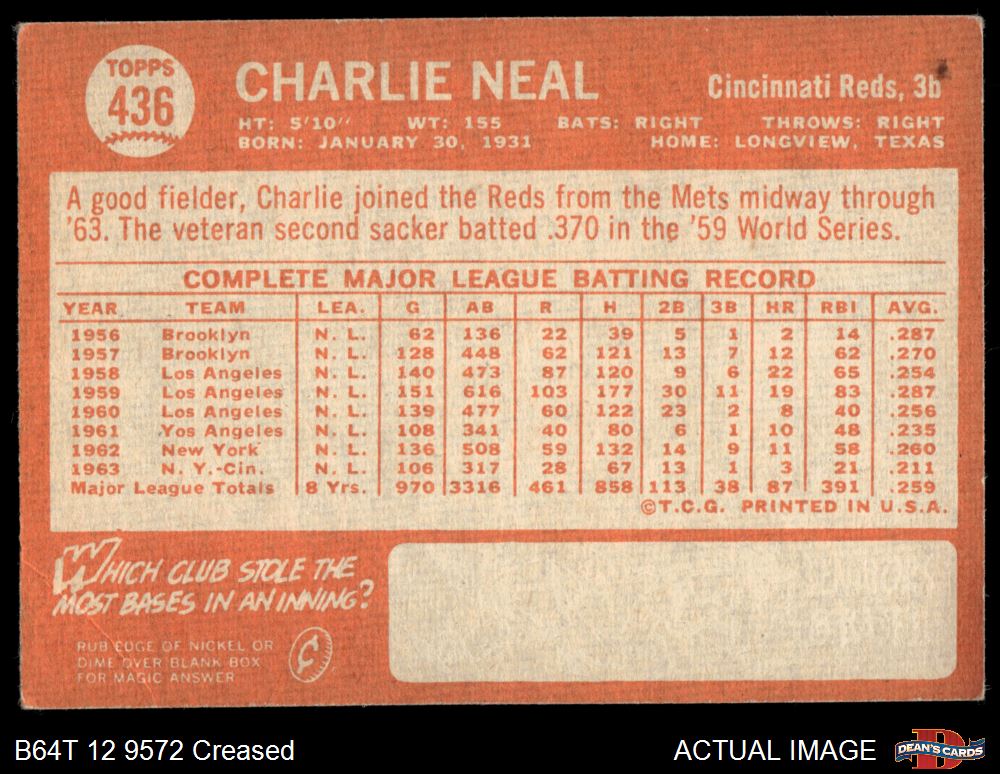 TOPPS
436
CHARLIE NEAL
Cincinnati Reds, 3b
HT: 5'10" WT: 155 BATS: RIGHT THROWS: RIGHT
BORN: JANUARY 30, 1931 HOME: LONGVIEW, TEXAS
A good fielder, Charlie joined the Reds from the Mets midway through
'63. The veteran second sacker batted .370 in the '59 World Series.
COMPLETE MAJOR LEAGUE BATTING RECORD
YEAR TEAM LEA. G AB R H 2B 3B HR RBI AVG.
1956 Brooklyn N. L. 62 136 22 39 5 1 2 14 .287
1957 Brooklyn N. L. 128 448 62 121 13 7 12 62 .270
1958 Los Angeles N. L. 140 473 87 120 9 6 22 65 .254
1959 Los Angeles N. L. 151 616 103 177 30 11 19 83 .287
1960 Los Angeles N. L. 139 477 60 122 23 2 8 40 .256
1961 Yos Angeles N. L. 108 341 40 80 6 1 10 48 .235
1962 New York N. L. 136 508 59 132 14 9 11 58 .260
1963 N. Y.-Cin. N. L. 106 317 28 67 13 1 3 21 .211
Major League Totals 8 Yrs. 970 3316 461 858 113 38 87 391 .259
©T.C.G. PRINTED IN U.S.A.
WHICH CLUB STOLE THE
MOST BASES IN AN INNING?
RUB EDGE OF NICKEL OR
DIME OVER BLANK BOX
FOR MAGIC ANSWER
¢
B64T 12 9572 Creased
ACTUAL IMAGE
D
DEAN'S CARDS